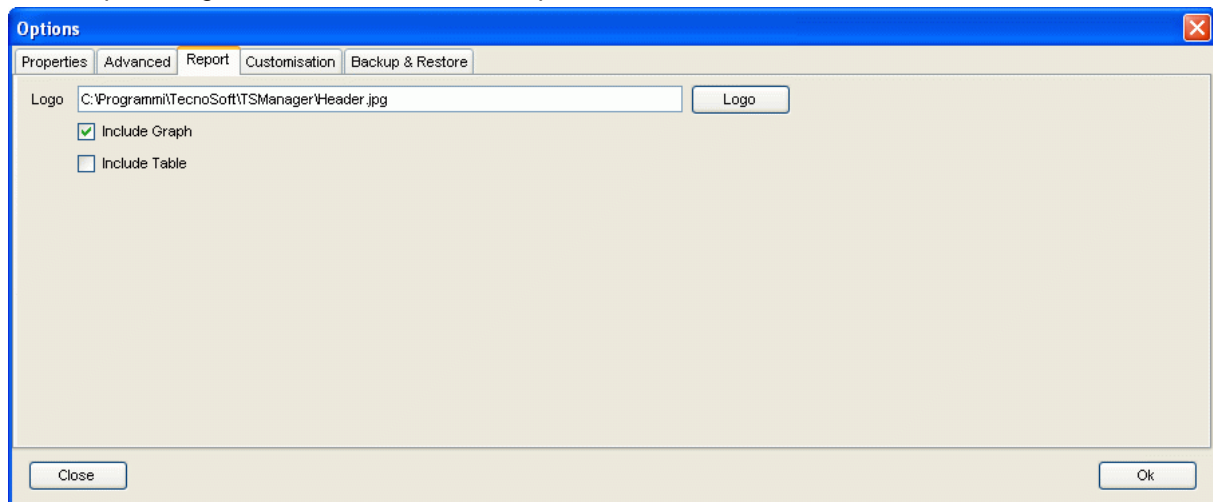 Options
Properties Advanced Report Customisation Backup & Restore
Logo C:\Programmi\TecnoSoft\TSManager\Header.jpg Logo
Include Graph
Include Table
Close Ok